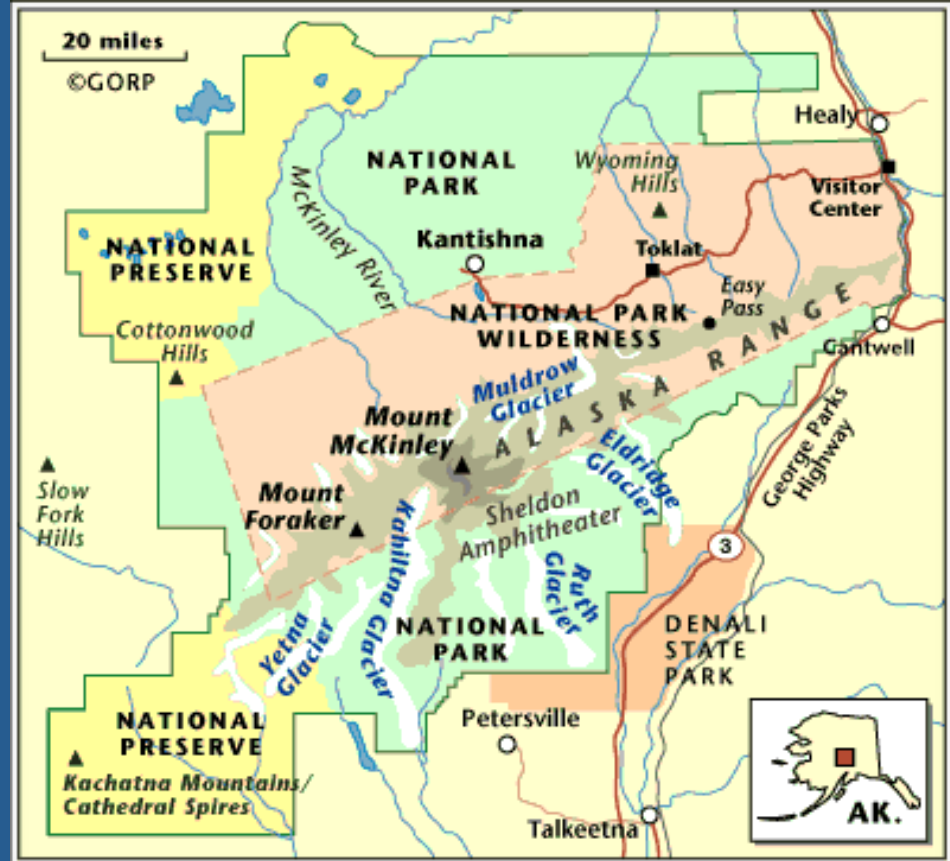 20 miles
©GORP
Healy
NATIONAL
PARK
Wyoming
Hills
Visitor
Center
McKinley River
Kantishna
Toklat
NATIONAL
PRESERVE
Easy
Pass
NATIONAL PARK
WILDERNESS
Cottonwood
Hills
Cantwell
Muldrow
Glacier
ALASKA RANGE
Mount
McKinley
George Parks
Highway
Eldridge
Glacier
Slow
Fork
Hills
Mount
Foraker
Sheldon
Amphitheater
Kahiltna Glacier
3
Ruth
Glacier
Yetna
Glacier
NATIONAL
PARK
DENALI
STATE
PARK
NATIONAL
PRESERVE
Petersville
Kachatna Mountains/
Cathedral Spires
Talkeetna
AK.